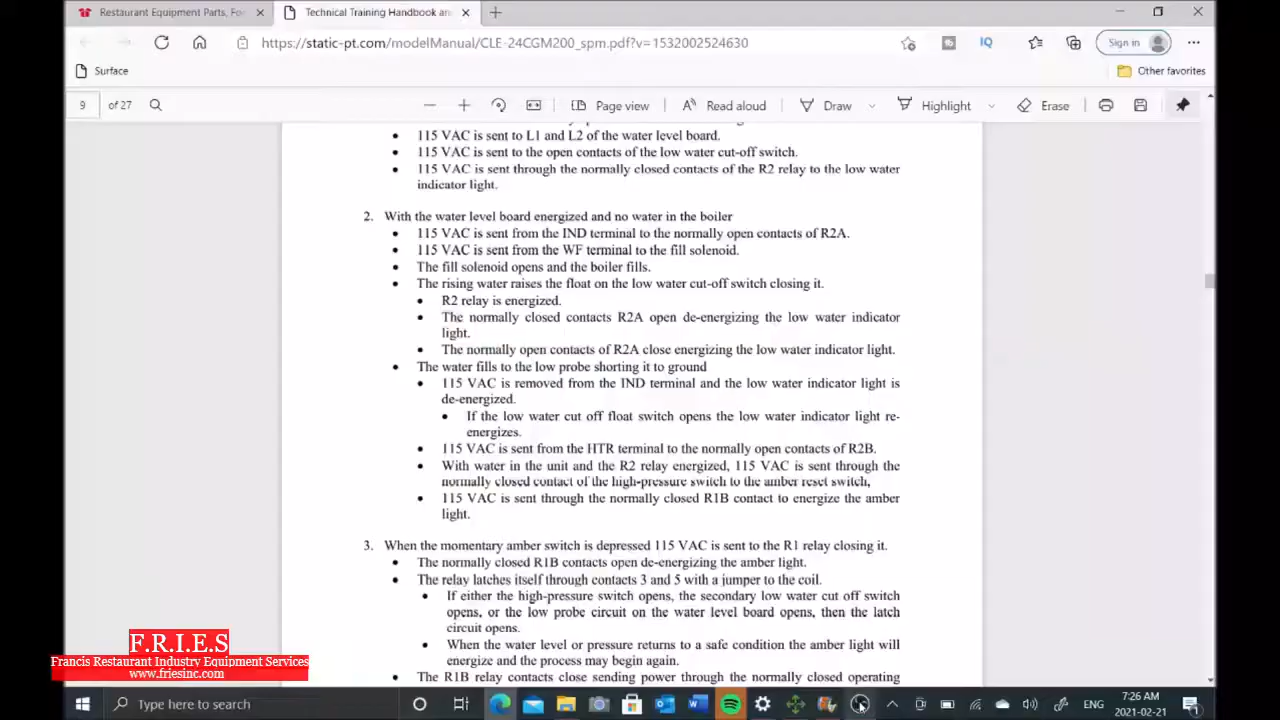 Restaurant Equipment Parts, Fo
Technical Training Handbook an
https://static-pt.com/modelManual/CLE-24CGM200_spm.pdf?v=1532002524630
IQ
Sign in
Surface
Other favorites
9 of 27
Page view
Read aloud
Draw
Highlight
Erase
• 115 VAC is sent to L1 and L2 of the water level board.
• 115 VAC is sent to the open contacts of the low water cut-off switch.
• 115 VAC is sent through the normally closed contacts of the R2 relay to the low water
indicator light.
2. With the water level board energized and no water in the boiler
• 115 VAC is sent from the IND terminal to the normally open contacts of R2A.
• 115 VAC is sent from the WF terminal to the fill solenoid.
• The fill solenoid opens and the boiler fills.
• The rising water raises the float on the low water cut-off switch closing it.
• R2 relay is energized.
• The normally closed contacts R2A open de-energizing the low water indicator
light.
• The normally open contacts of R2A close energizing the low water indicator light.
• The water fills to the low probe shorting it to ground
• 115 VAC is removed from the IND terminal and the low water indicator light is
de-energized.
• If the low water cut off float switch opens the low water indicator light re-
energizes.
• 115 VAC is sent from the HTR terminal to the normally open contacts of R2B.
• With water in the unit and the R2 relay energized, 115 VAC is sent through the
normally closed contact of the high-pressure switch to the amber reset switch,
• 115 VAC is sent through the normally closed R1B contact to energize the amber
light.
3. When the momentary amber switch is depressed 115 VAC is sent to the R1 relay closing it.
• The normally closed R1B contacts open de-energizing the amber light.
• The relay latches itself through contacts 3 and 5 with a jumper to the coil.
• If either the high-pressure switch opens, the secondary low water cut off switch
opens, or the low probe circuit on the water level board opens, then the latch
circuit opens.
• When the water level or pressure returns to a safe condition the amber light will
energize and the process may begin again.
• The R1B relay contacts close sending power through the normally closed operating
F.R.I.E.S
Francis Restaurant Industry Equipment Services
www.friesinc.com
Type here to search
ENG
7:26 AM
2021-02-21
1